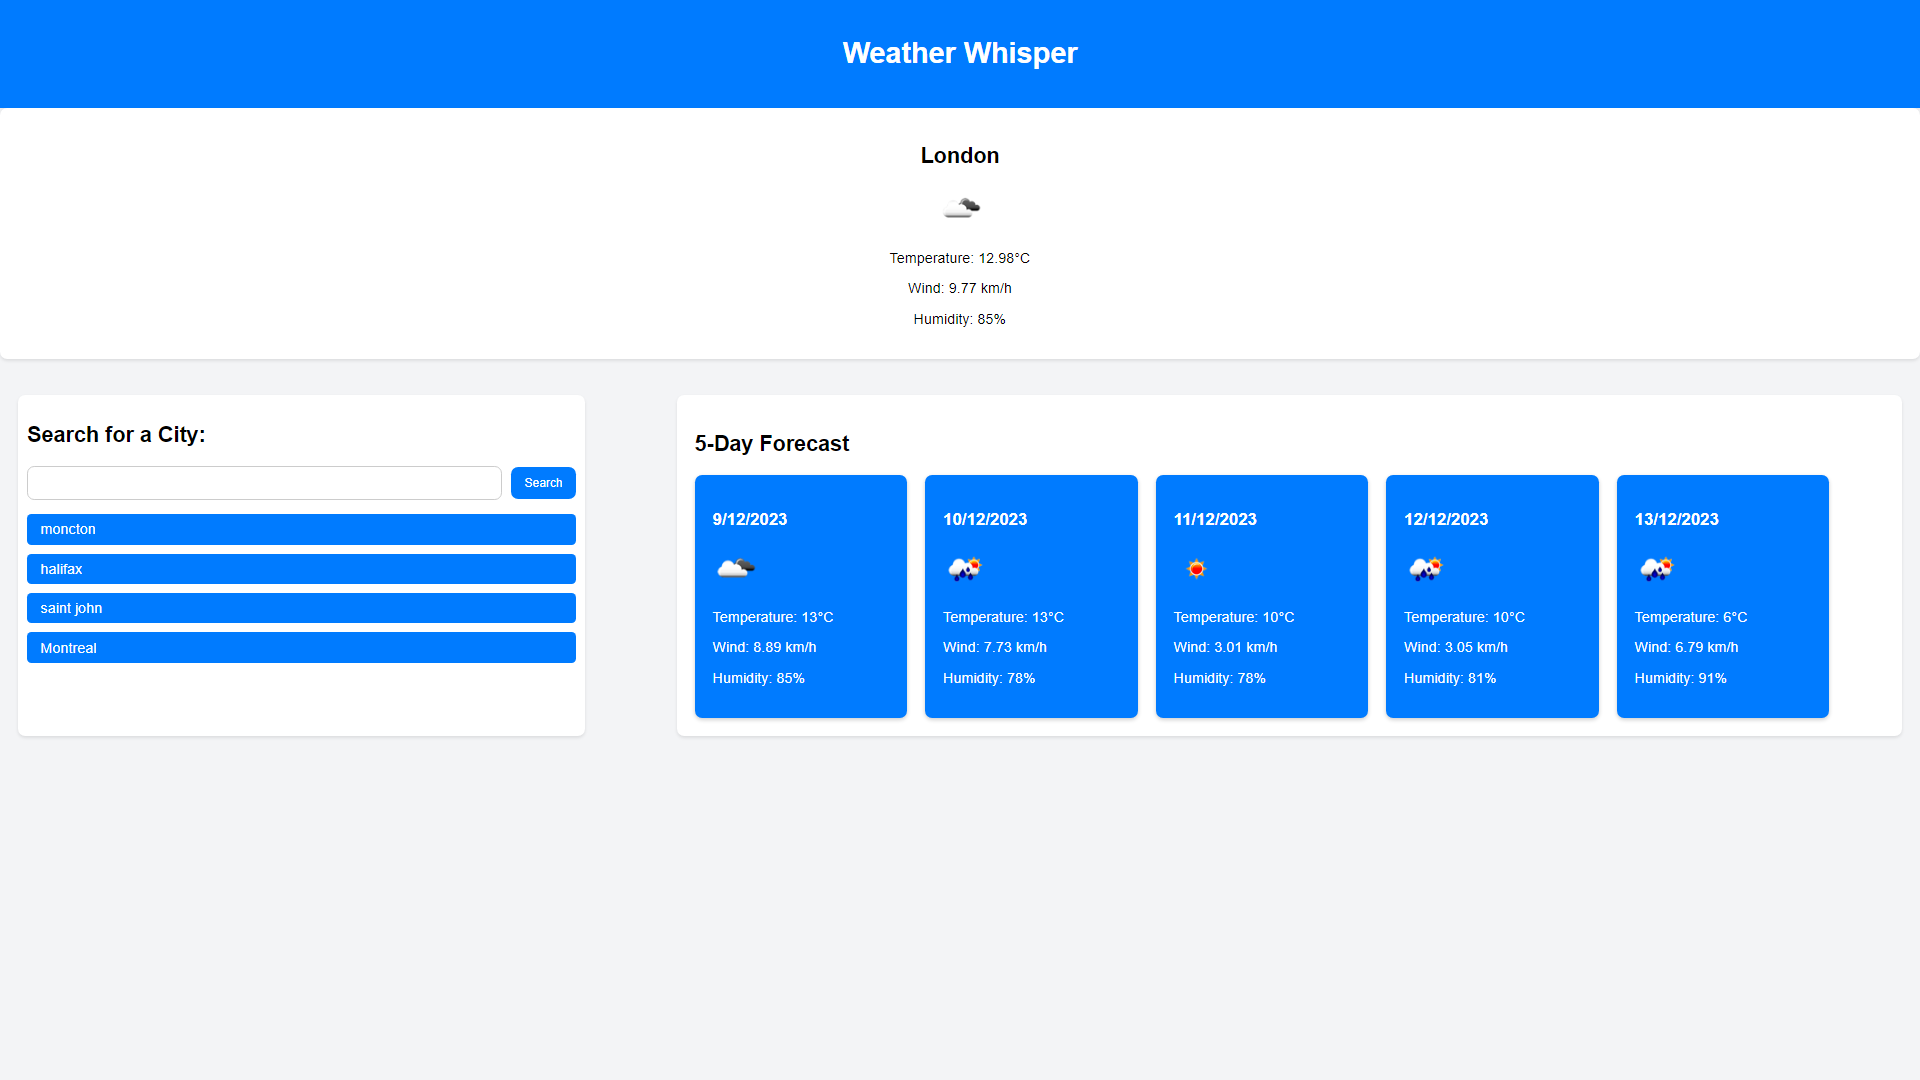 Weather Whisper
London
Temperature: 12.98°C
Wind: 9.77 km/h
Humidity: 85%
Search for a City:
Search
moncton
halifax
saint john
Montreal
5-Day Forecast
9/12/2023
Temperature: 13°C
Wind: 8.89 km/h
Humidity: 85%
10/12/2023
Temperature: 13°C
Wind: 7.73 km/h
Humidity: 78%
11/12/2023
Temperature: 10°C
Wind: 3.01 km/h
Humidity: 78%
12/12/2023
Temperature: 10°C
Wind: 3.05 km/h
Humidity: 81%
13/12/2023
Temperature: 6°C
Wind: 6.79 km/h
Humidity: 91%